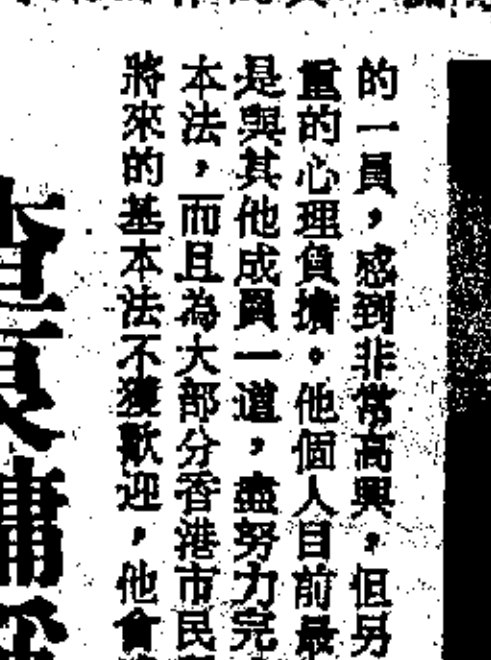 的一員，感到非常高興，但另
重的心理負擔。他個人目前最
是與其他成員一道，盡努力完
本法，而且為大部分香港市民
將來的基本法不獲歡迎，他會